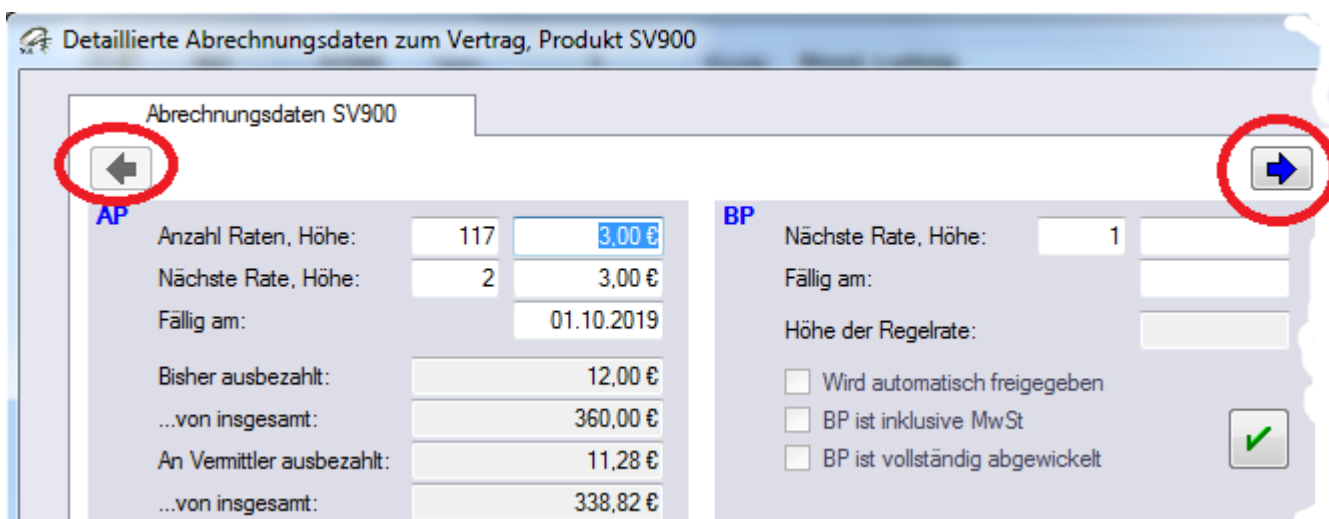 Detaillierte Abrechnungsdaten zum Vertrag, Produkt SV900
Abrechnungsdaten SV900
AP
Anzahl Raten, Höhe: 117 3,00 €
Nächste Rate, Höhe: 2 3,00 €
Fällig am: 01.10.2019
Bisher ausbezahlt: 12,00 €
...von insgesamt: 360,00 €
An Vermittler ausbezahlt: 11,28 €
...von insgesamt: 338,82 €
BP
Nächste Rate, Höhe: 1
Fällig am:
Höhe der Regelrate:
Wird automatisch freigegeben
BP ist inklusive MwSt
BP ist vollständig abgewickelt